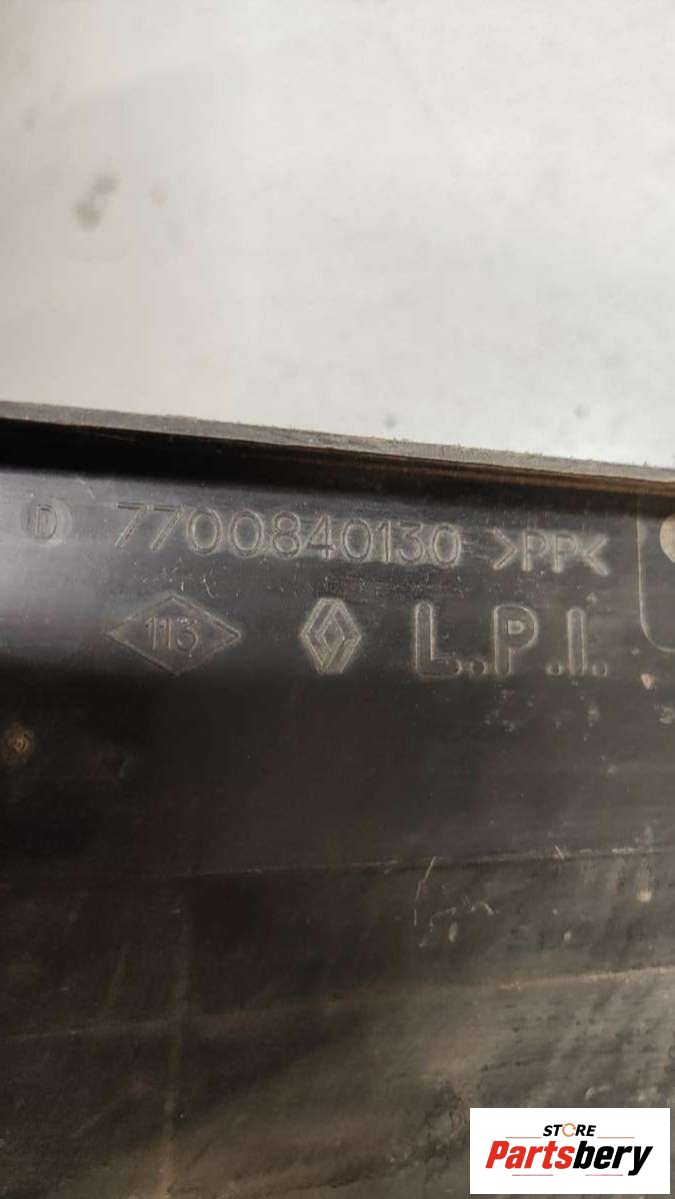 D 7700840130 >PP<
113 L.P.I.
STORE
Partsbery